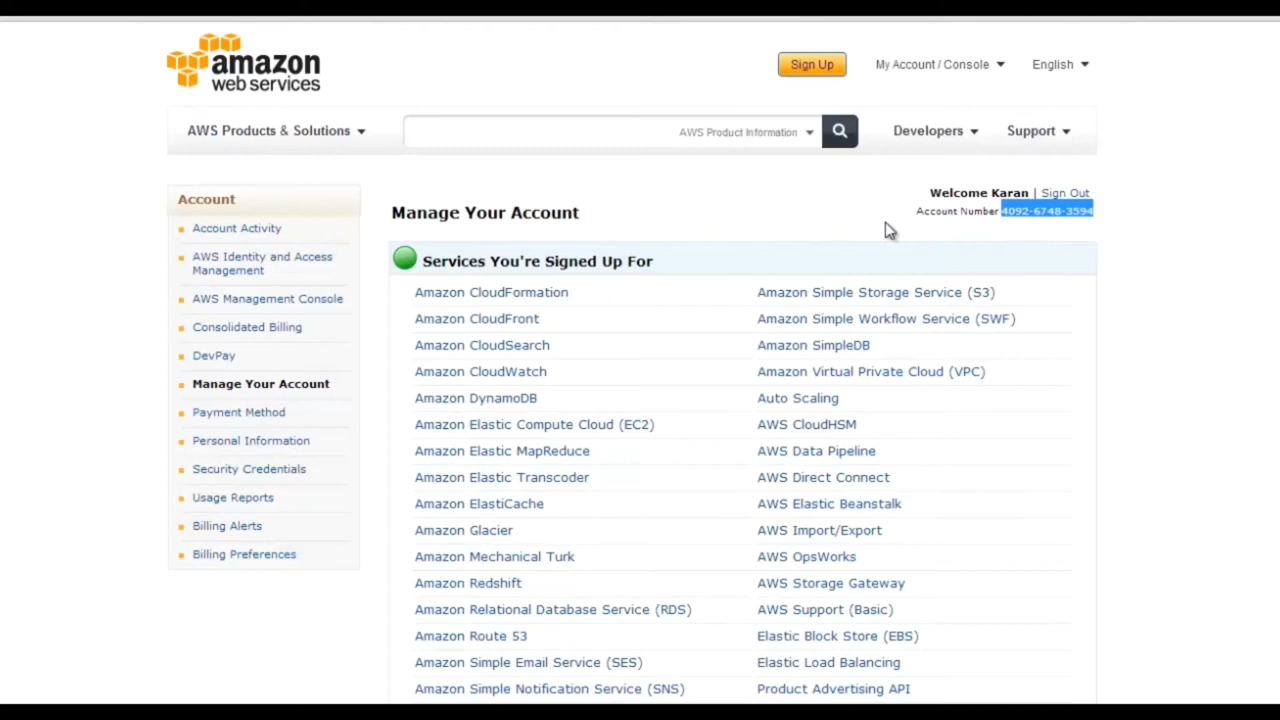 amazon
web services
Sign Up
My Account / Console
English
AWS Products & Solutions
AWS Product Information
Developers
Support
Account
Account Activity
AWS Identity and Access
Management
AWS Management Console
Consolidated Billing
DevPay
Manage Your Account
Payment Method
Personal Information
Security Credentials
Usage Reports
Billing Alerts
Billing Preferences
Welcome Karan | Sign Out
Account Number 4092-6748-3594
Manage Your Account
Services You're Signed Up For
Amazon CloudFormation
Amazon CloudFront
Amazon CloudSearch
Amazon CloudWatch
Amazon DynamoDB
Amazon Elastic Compute Cloud (EC2)
Amazon Elastic MapReduce
Amazon Elastic Transcoder
Amazon ElastiCache
Amazon Glacier
Amazon Mechanical Turk
Amazon Redshift
Amazon Relational Database Service (RDS)
Amazon Route 53
Amazon Simple Email Service (SES)
Amazon Simple Notification Service (SNS)
Amazon Simple Storage Service (S3)
Amazon Simple Workflow Service (SWF)
Amazon SimpleDB
Amazon Virtual Private Cloud (VPC)
Auto Scaling
AWS CloudHSM
AWS Data Pipeline
AWS Direct Connect
AWS Elastic Beanstalk
AWS Import/Export
AWS OpsWorks
AWS Storage Gateway
AWS Support (Basic)
Elastic Block Store (EBS)
Elastic Load Balancing
Product Advertising API